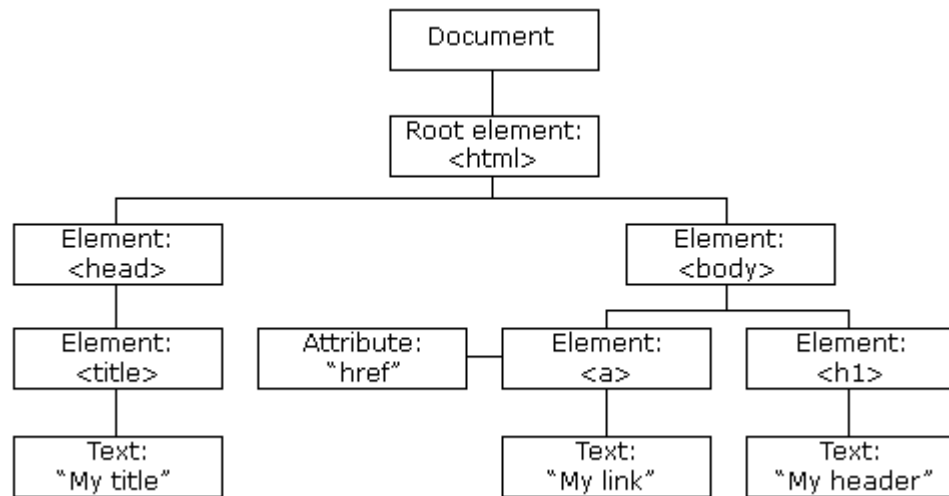 Document
Root element:
<html>
Element:
<head>
Element:
<body>
Element:
<title>
Attribute:
“href”
Element:
<a>
Element:
<h1>
Text:
“My title”
Text:
“My link”
Text:
“My header”